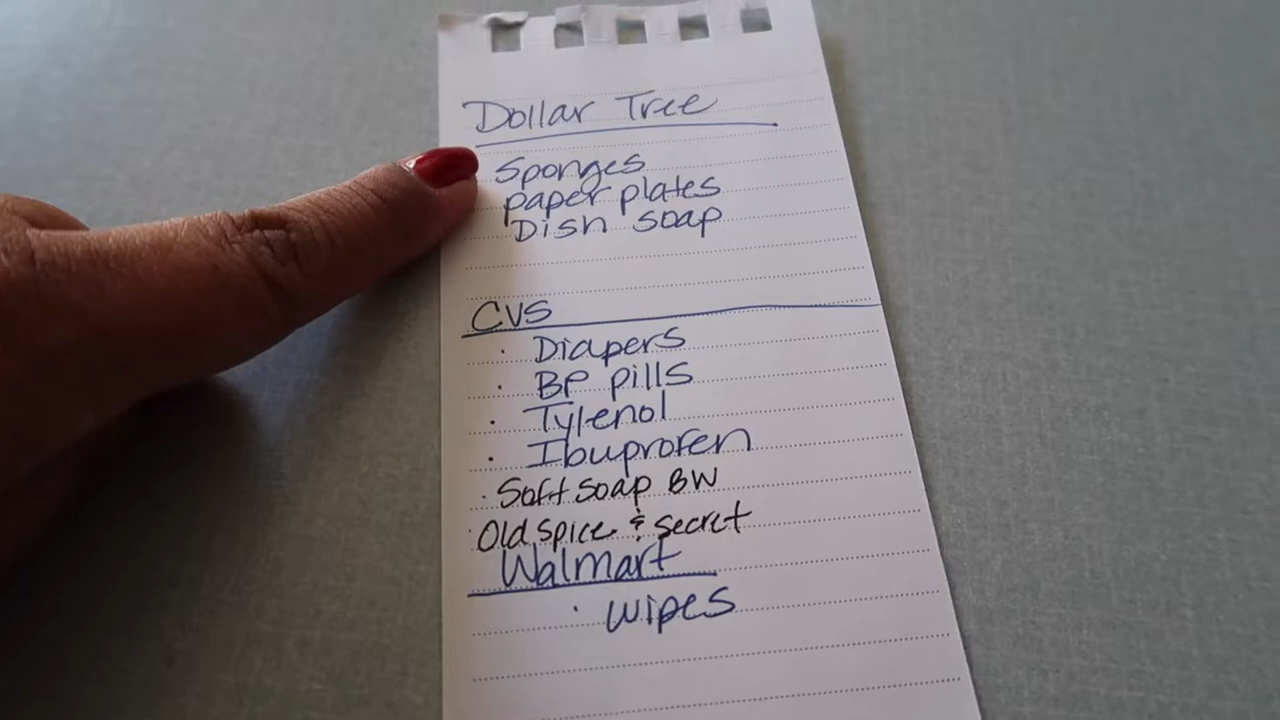 Dollar Tree
Sponges
paper plates
Dish soap
CVS
· Diapers
· BP pills
· Tylenol
· Ibuprofen
· Soft soap BW
· Old spice & secret
Walmart
· wipes